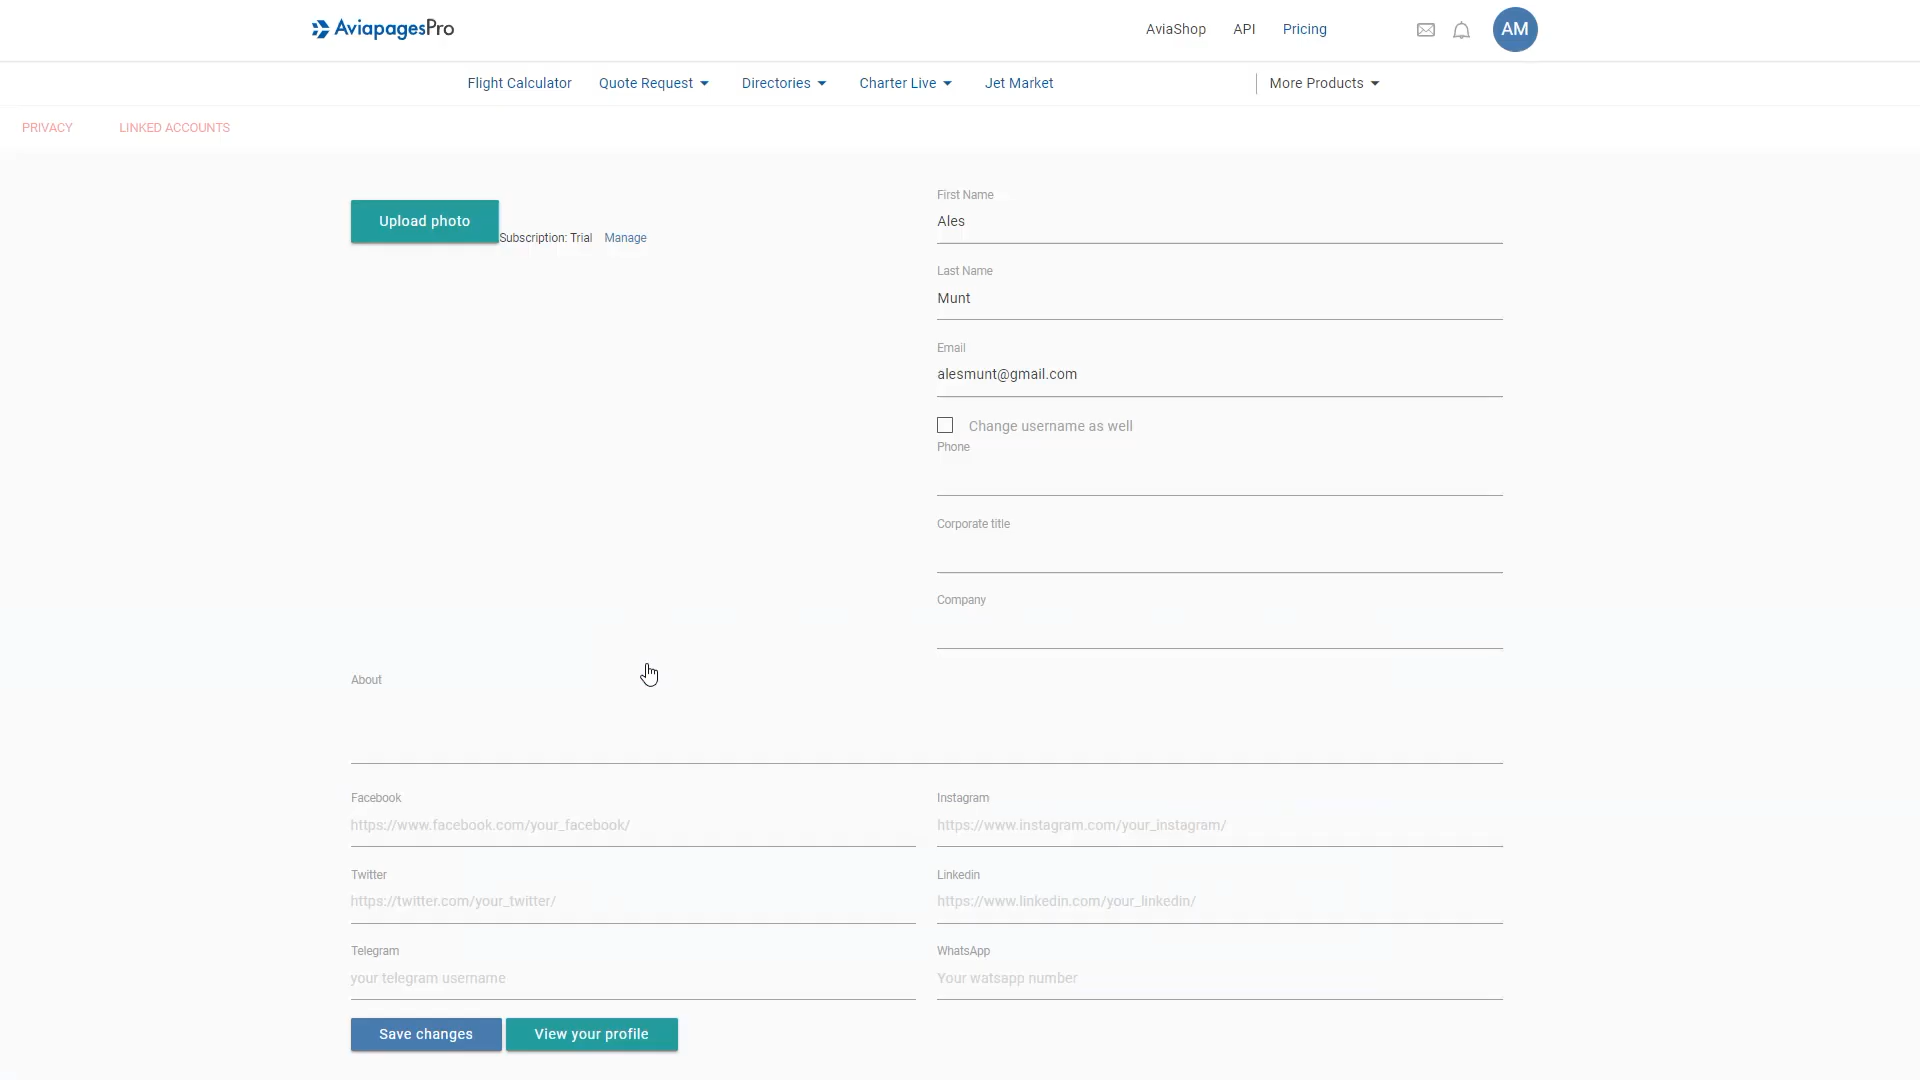 AviapagesPro
AviaShop API Pricing
AM
Flight Calculator Quote Request Directories Charter Live Jet Market More Products
PRIVACY LINKED ACCOUNTS
Upload photo
Subscription: Trial Manage
First Name
Ales
Last Name
Munt
Email
alesmunt@gmail.com
Change username as well
Phone
Corporate title
Company
About
Facebook
https://www.facebook.com/your_facebook/
Instagram
https://www.instagram.com/your_instagram/
Twitter
https://twitter.com/your_twitter/
Linkedin
https://www.linkedin.com/your_linkedin/
Telegram
your telegram username
WhatsApp
Your watsapp number
Save changes View your profile